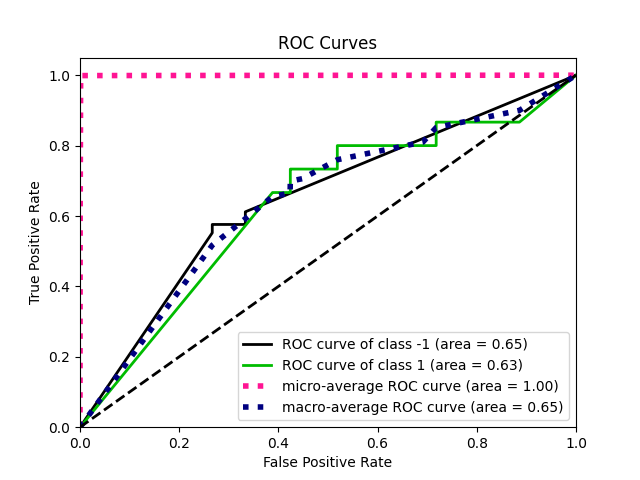 ROC Curves
True Positive Rate
1.0
0.8
0.6
0.4
0.2
0.0
0.0 0.2 0.4 0.6 0.8 1.0
False Positive Rate
ROC curve of class -1 (area = 0.65)
ROC curve of class 1 (area = 0.63)
micro-average ROC curve (area = 1.00)
macro-average ROC curve (area = 0.65)